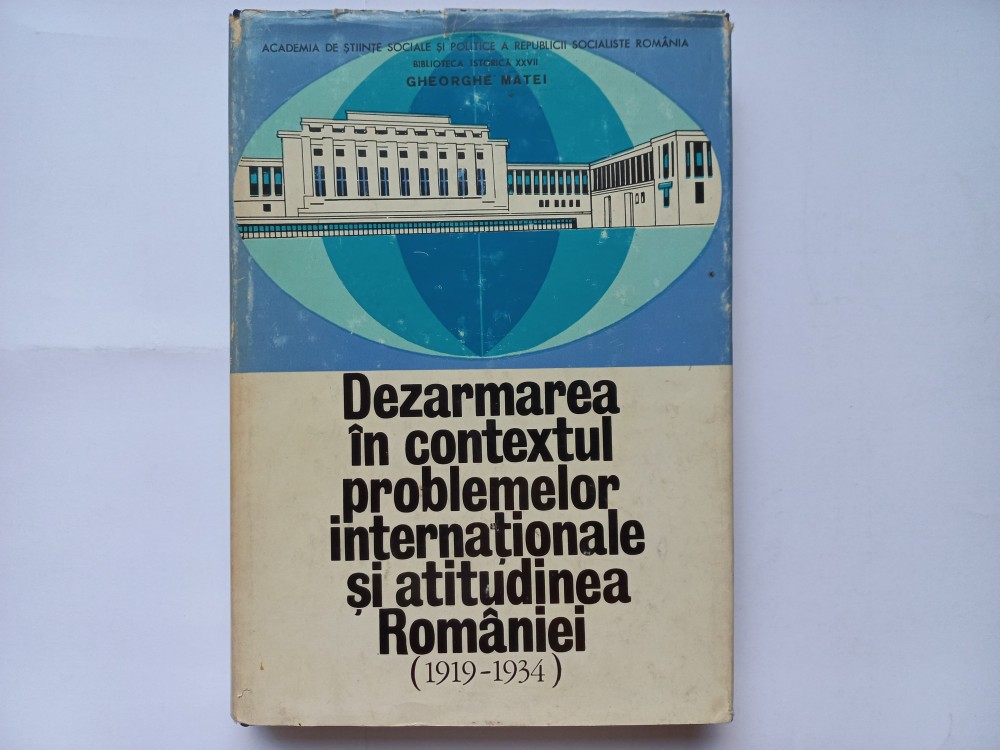 ACADEMIA DE ȘTIINȚE SOCIALE ȘI POLITICE A REPUBLICII SOCIALISTE ROMÂNIA
BIBLIOTECA ISTORICĂ XXVII
GHEORGHE MATEI
Dezarmarea
în contextul
problemelor
internaționale
și atitudinea
României
(1919-1934)